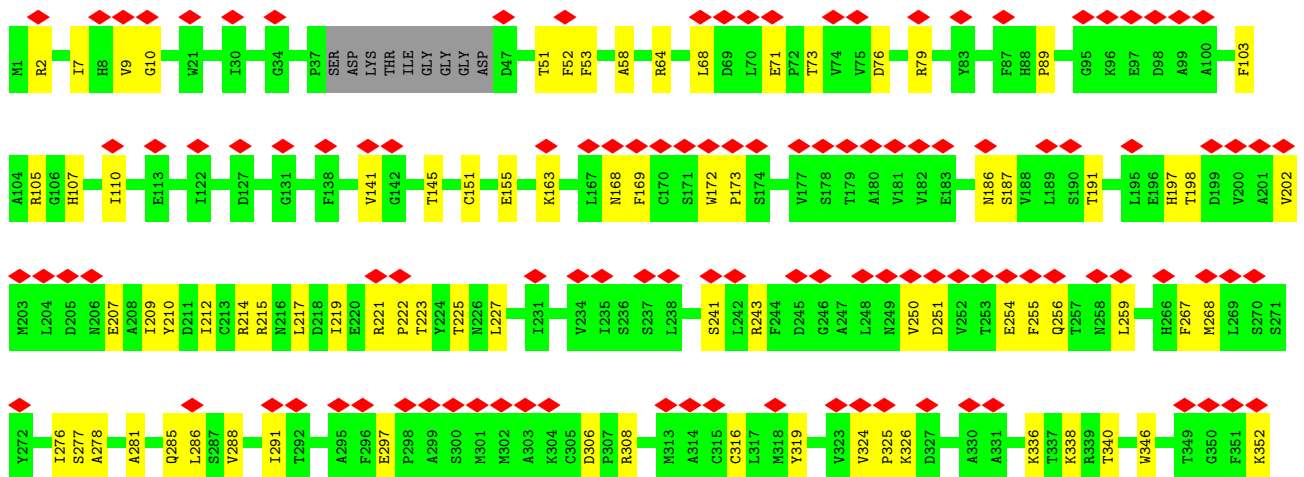 M1 R2 I7 H8 V9 G10 W21 I30 G34 P37 SER ASP LYS THR ILE GLY GLY GLY ASP D47 T51 F52 F53 A58 R64 L68 D69 L70 E71 P72 T73 V74 V75 D76 R79 Y83 F87 H88 P89 G95 K96 E97 D98 A99 A100 F103
A104 R105 G106 H107 I110 E113 I122 D127 G131 F138 V141 G142 T145 C151 E155 K163 L167 N168 F169 C170 S171 W172 P173 S174 V177 S178 T179 A180 V181 V182 E183 N186 S187 V188 L189 S190 T191 L195 E196 H197 T198 D199 V200 A201 V202
M203 L204 D205 N206 E207 A208 I209 Y210 D211 I212 C213 R214 R215 N216 L217 D218 I219 E220 R221 P222 T223 Y224 T225 N226 L227 I231 V234 I235 S236 S237 L238 S241 L242 R243 F244 D245 G246 A247 L248 N249 V250 D251 V252 T253 E254 F255 Q256 T257 N258 L259 H266 F267 M268 L269 S270 S271
Y272 I276 S277 A278 A281 Q285 L286 S287 V288 I291 T292 A295 F296 E297 P298 A299 S300 M301 M302 A303 K304 C305 D306 P307 R308 M313 A314 C315 C316 L317 M318 Y319 V323 V324 P325 K326 D327 A330 A331 K336 T337 K338 R339 T340 W346 T349 G350 F351 K352